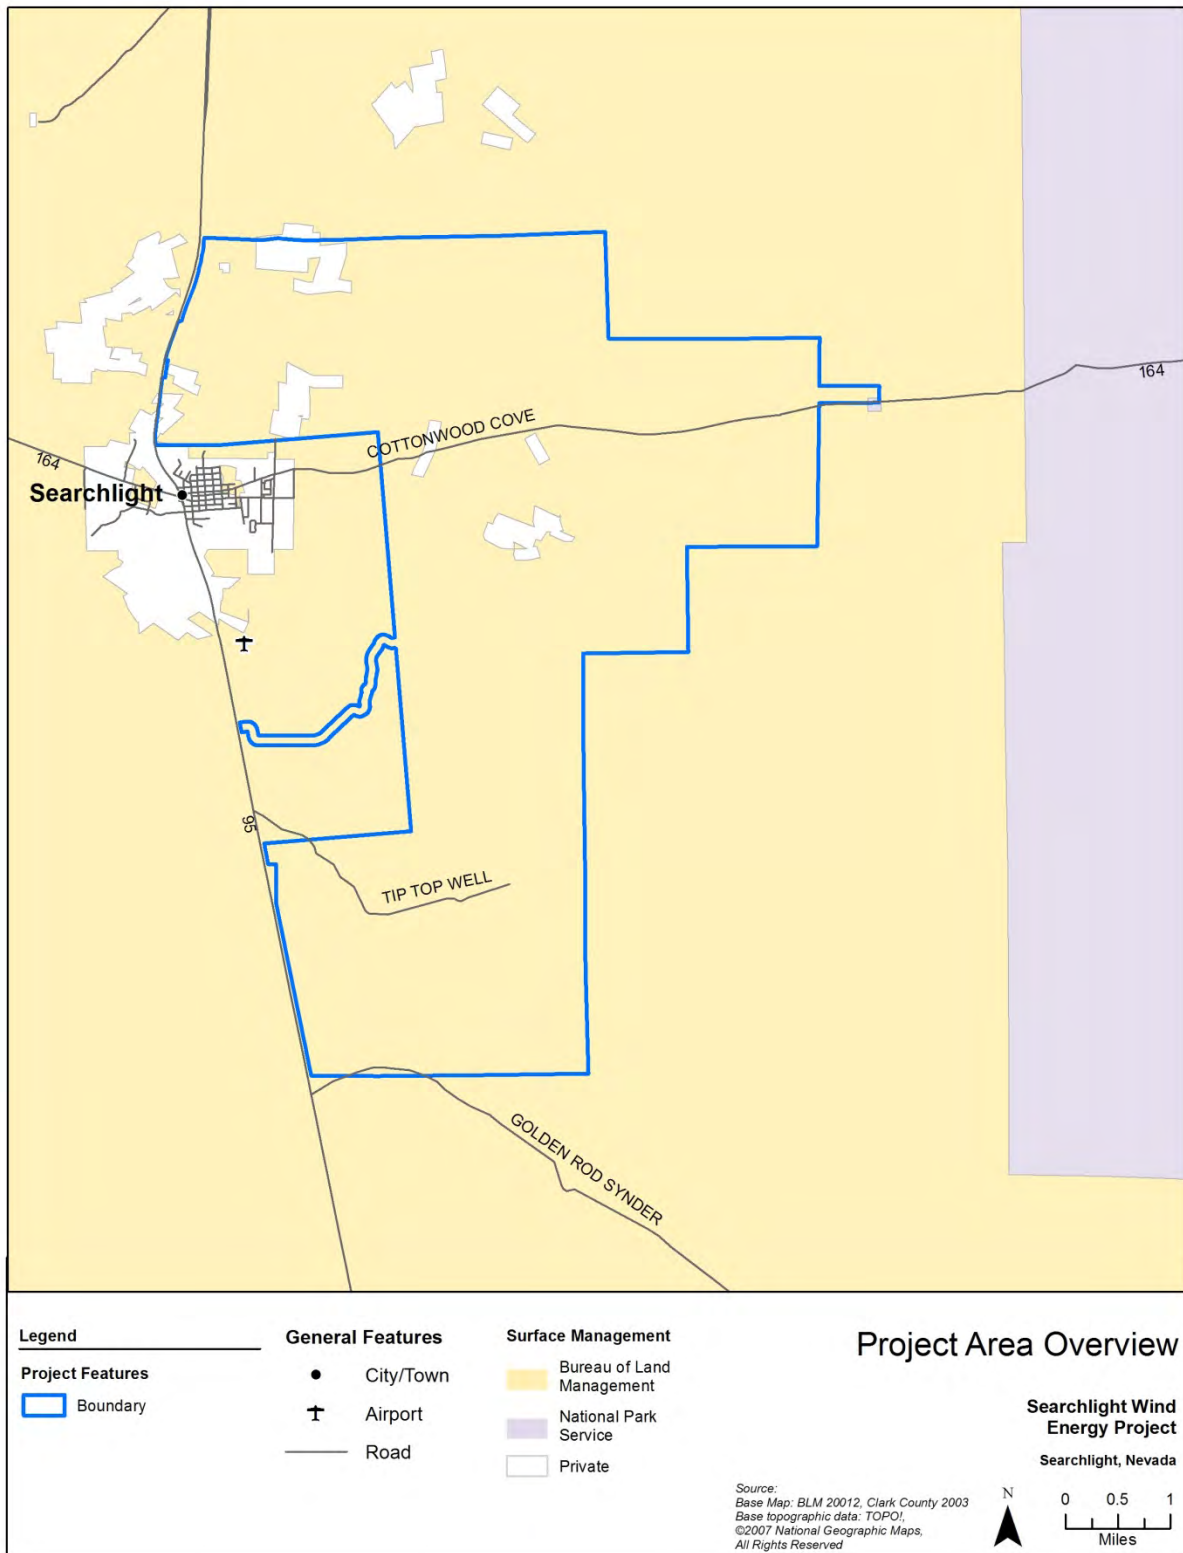 COTTONWOOD COVE
164
164
Searchlight
95
TIP TOP WELL
GOLDEN ROD SYNDER
Legend
Project Features
Boundary
General Features
City/Town
Airport
Road
Surface Management
Bureau of Land
Management
National Park
Service
Private
Project Area Overview
Searchlight Wind
Energy Project
Searchlight, Nevada
Source:
Base Map: BLM 20012, Clark County 2003
Base topographic data: TOPO!,
©2007 National Geographic Maps,
All Rights Reserved
N
0 0.5 1
Miles